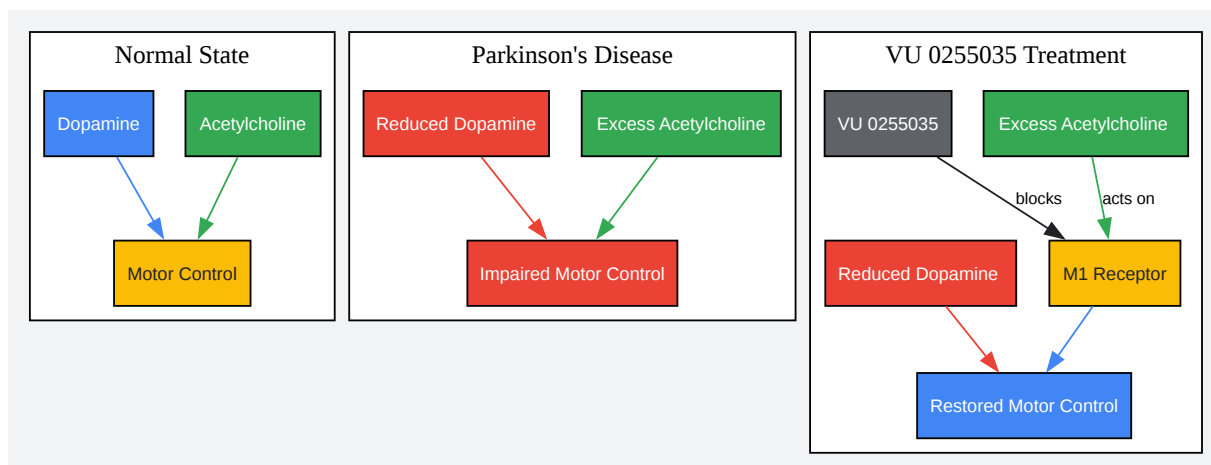 Normal State
Dopamine
Acetylcholine
Motor Control
Parkinson's Disease
Reduced Dopamine
Excess Acetylcholine
Impaired Motor Control
VU 0255035 Treatment
VU 0255035
Excess Acetylcholine
blocks
acts on
Reduced Dopamine
M1 Receptor
Restored Motor Control